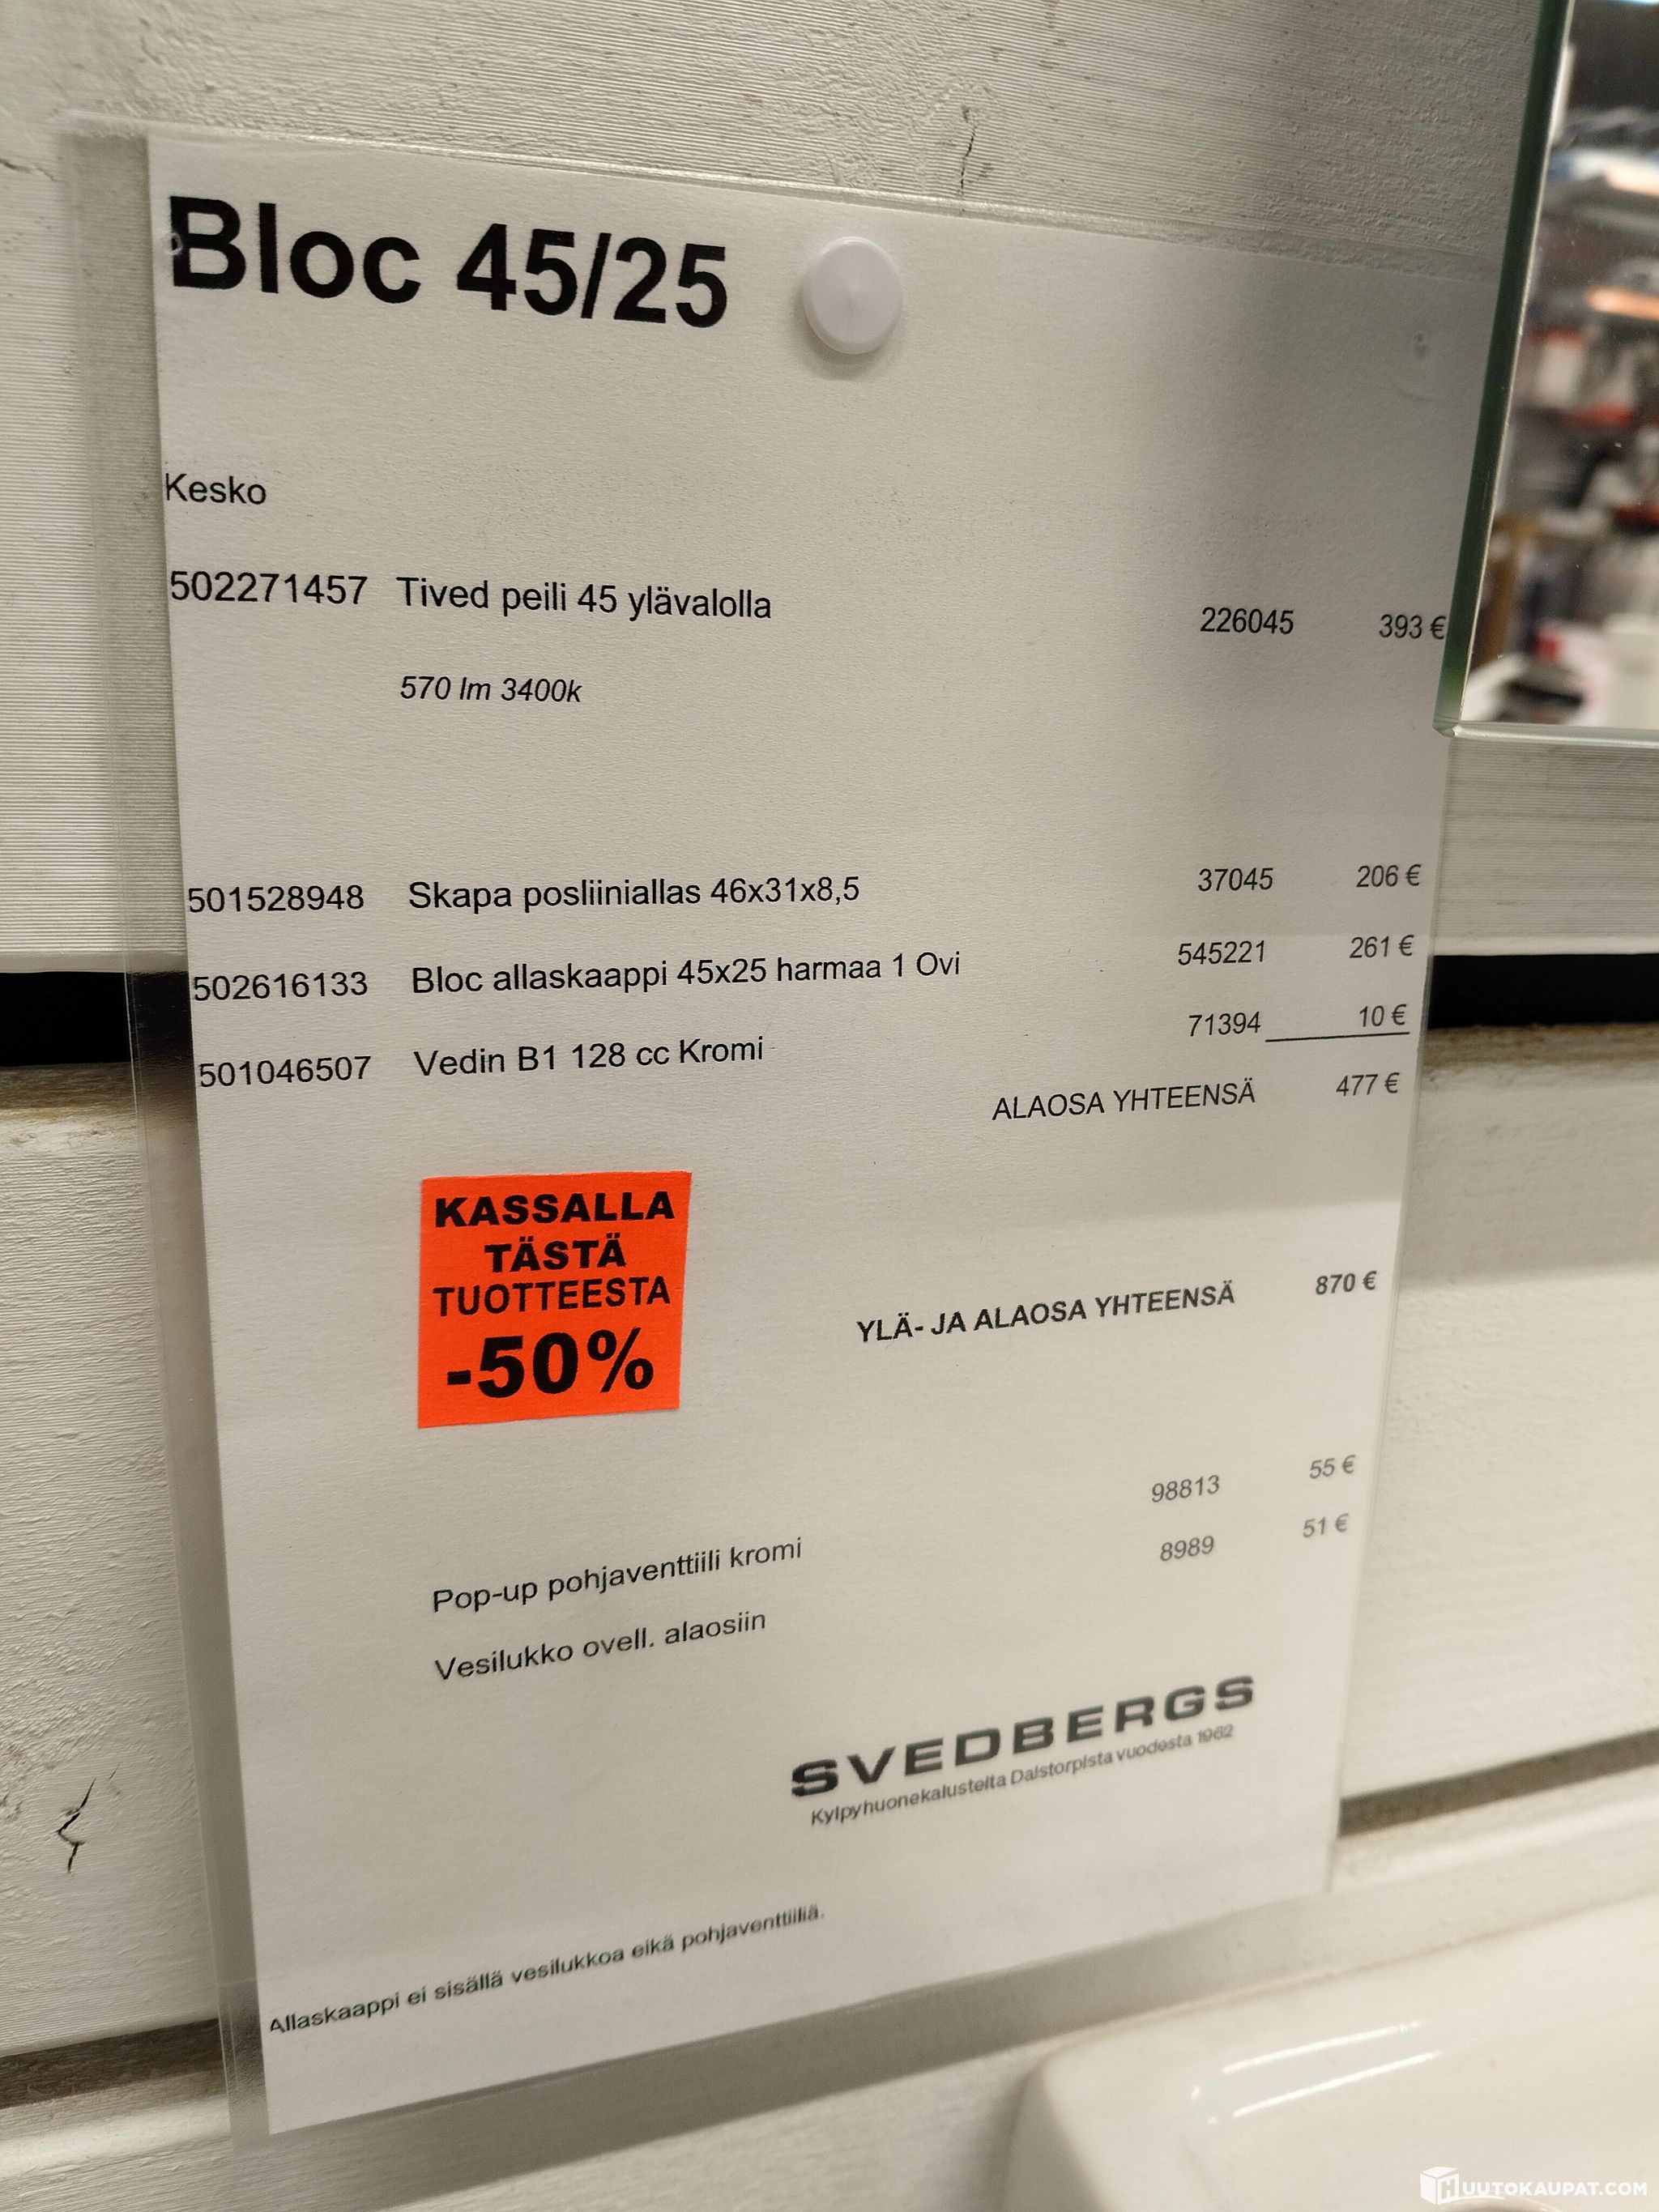 Bloc 45/25
Kesko
502271457 Tived peili 45 ylävalolla 226045 393 €
570 lm 3400k
501528948 Skapa posliiniallas 46x31x8,5 37045 206 €
502616133 Bloc allaskaappi 45x25 harmaa 1 Ovi 545221 261 €
501046507 Vedin B1 128 cc Kromi 71394 10 €
ALAOSA YHTEENSÄ 477 €
KASSALLA
TÄSTÄ
TUOTTEESTA
-50%
YLÄ- JA ALAOSA YHTEENSÄ 870 €
Pop-up pohjaventtiili kromi 98813 55 €
Vesilukko ovell. alaosiin 8989 51 €
SVEDBERGS
Kylpyhuonekalusteita Dalstorpista vuodesta 1962
Allaskaappi ei sisällä vesilukkoa eikä pohjaventtiiliä.
HUUTOKAUPAT.COM